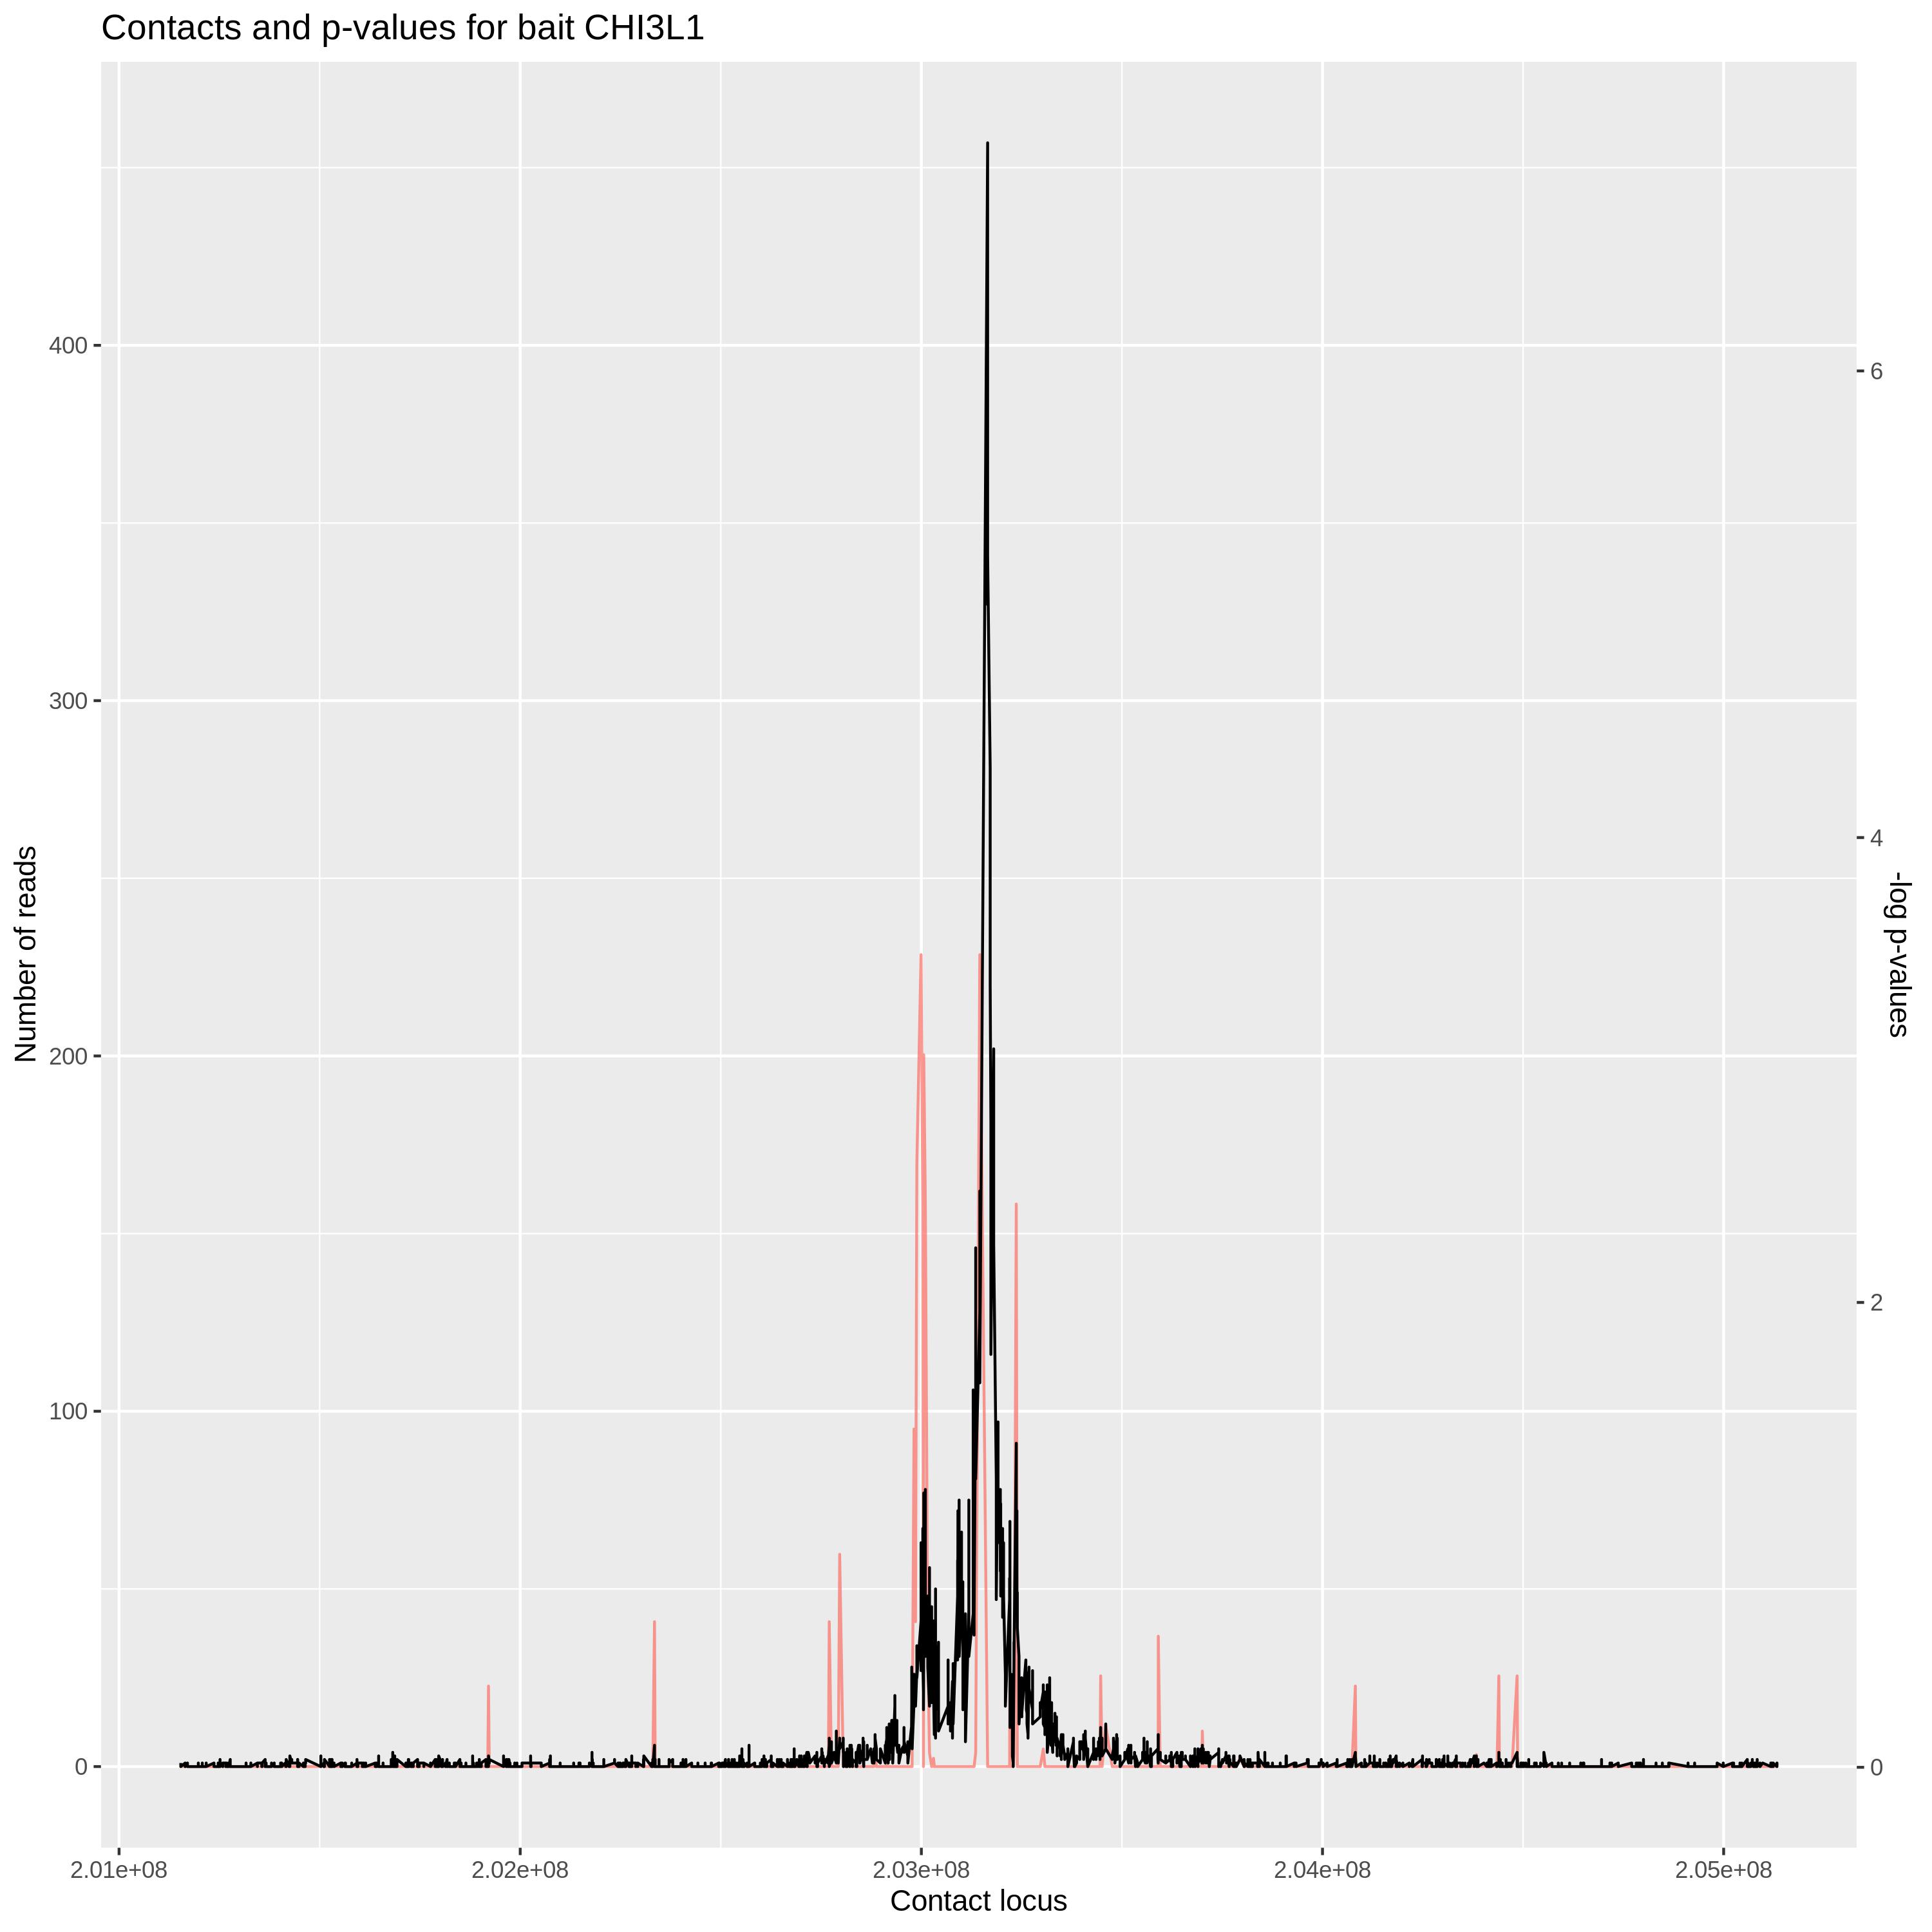 Contacts and p-values for bait CHI3L1
400
300
200
100
0
6
4
2
0
Number of reads
-log p-values
2.01e+08 2.02e+08 2.03e+08 2.04e+08 2.05e+08
Contact locus